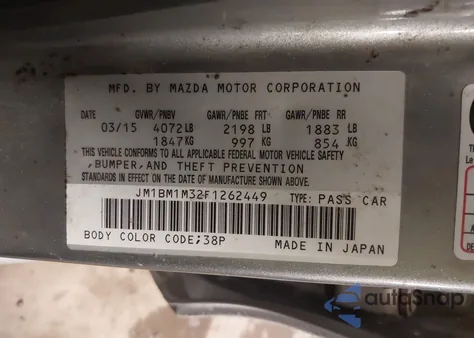 MFD. BY MAZDA MOTOR CORPORATION
DATE GVWR/PNBV GAWR/PNBE FRT GAWR/PNBE RR
03/15 4072LB 2198 LB 1883 LB
1847KG 997 KG 854 KG
THIS VEHICLE CONFORMS TO ALL APPLICABLE FEDERAL MOTOR VEHICLE SAFETY,
BUMPER, AND THEFT PREVENTION
STANDARDS IN EFFECT ON THE DATE OF MANUFACTURE SHOWN ABOVE.
JM1BM1M32F1262449 TYPE: PASS CAR
BODY COLOR CODE;38P MADE IN JAPAN
autoSnap